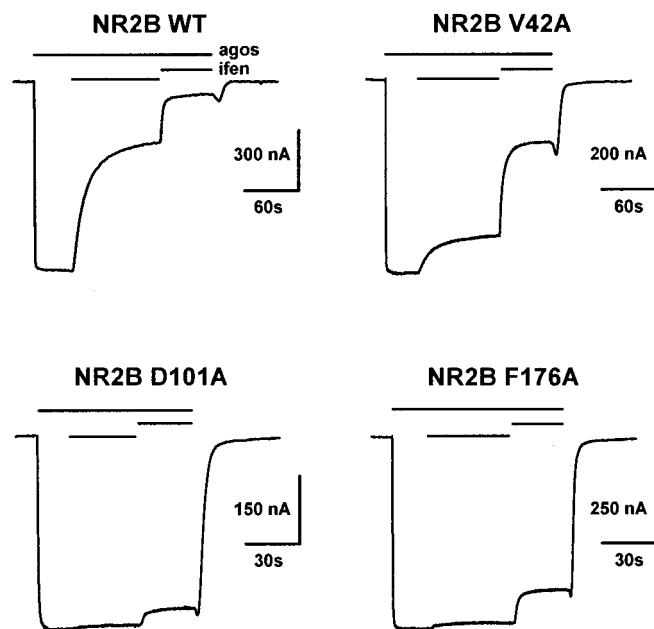 NR2B WT
NR2B V42A
agos
ifen
300 nA
60s
200 nA
60s
NR2B D101A
NR2B F176A
150 nA
30s
250 nA
30s